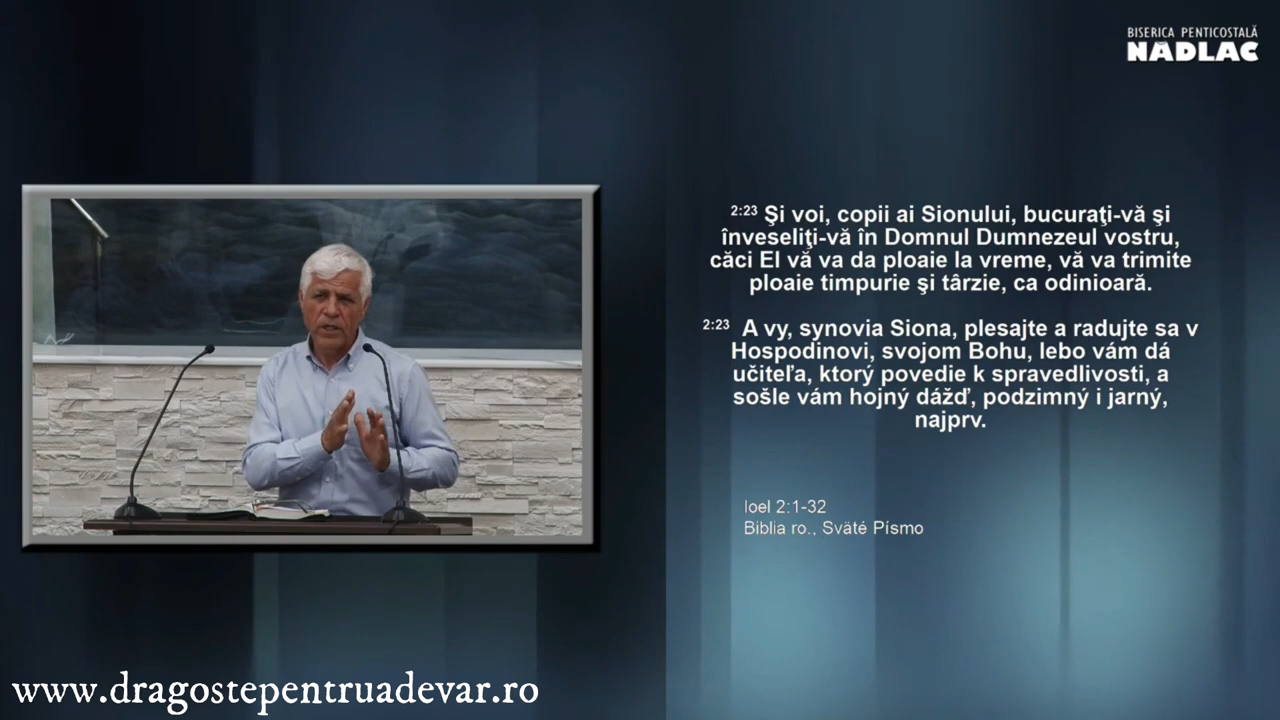 BISERICA PENTICOSTALĂ
NĂDLAC
2:23 Şi voi, copii ai Sionului, bucuraţi-vă şi
înveseliţi-vă în Domnul Dumnezeul vostru,
căci El vă va da ploaie la vreme, vă va trimite
ploaie timpurie şi târzie, ca odinioară.
2:23 A vy, synovia Siona, plesajte a radujte sa v
Hospodinovi, svojom Bohu, lebo vám dá
učiteľa, ktorý povedie k spravedlivosti, a
sošle vám hojný dážď, podzimný i jarný,
najprv.
Ioel 2:1-32
Biblia ro., Sväté Písmo
www.dragostepentruadevar.ro